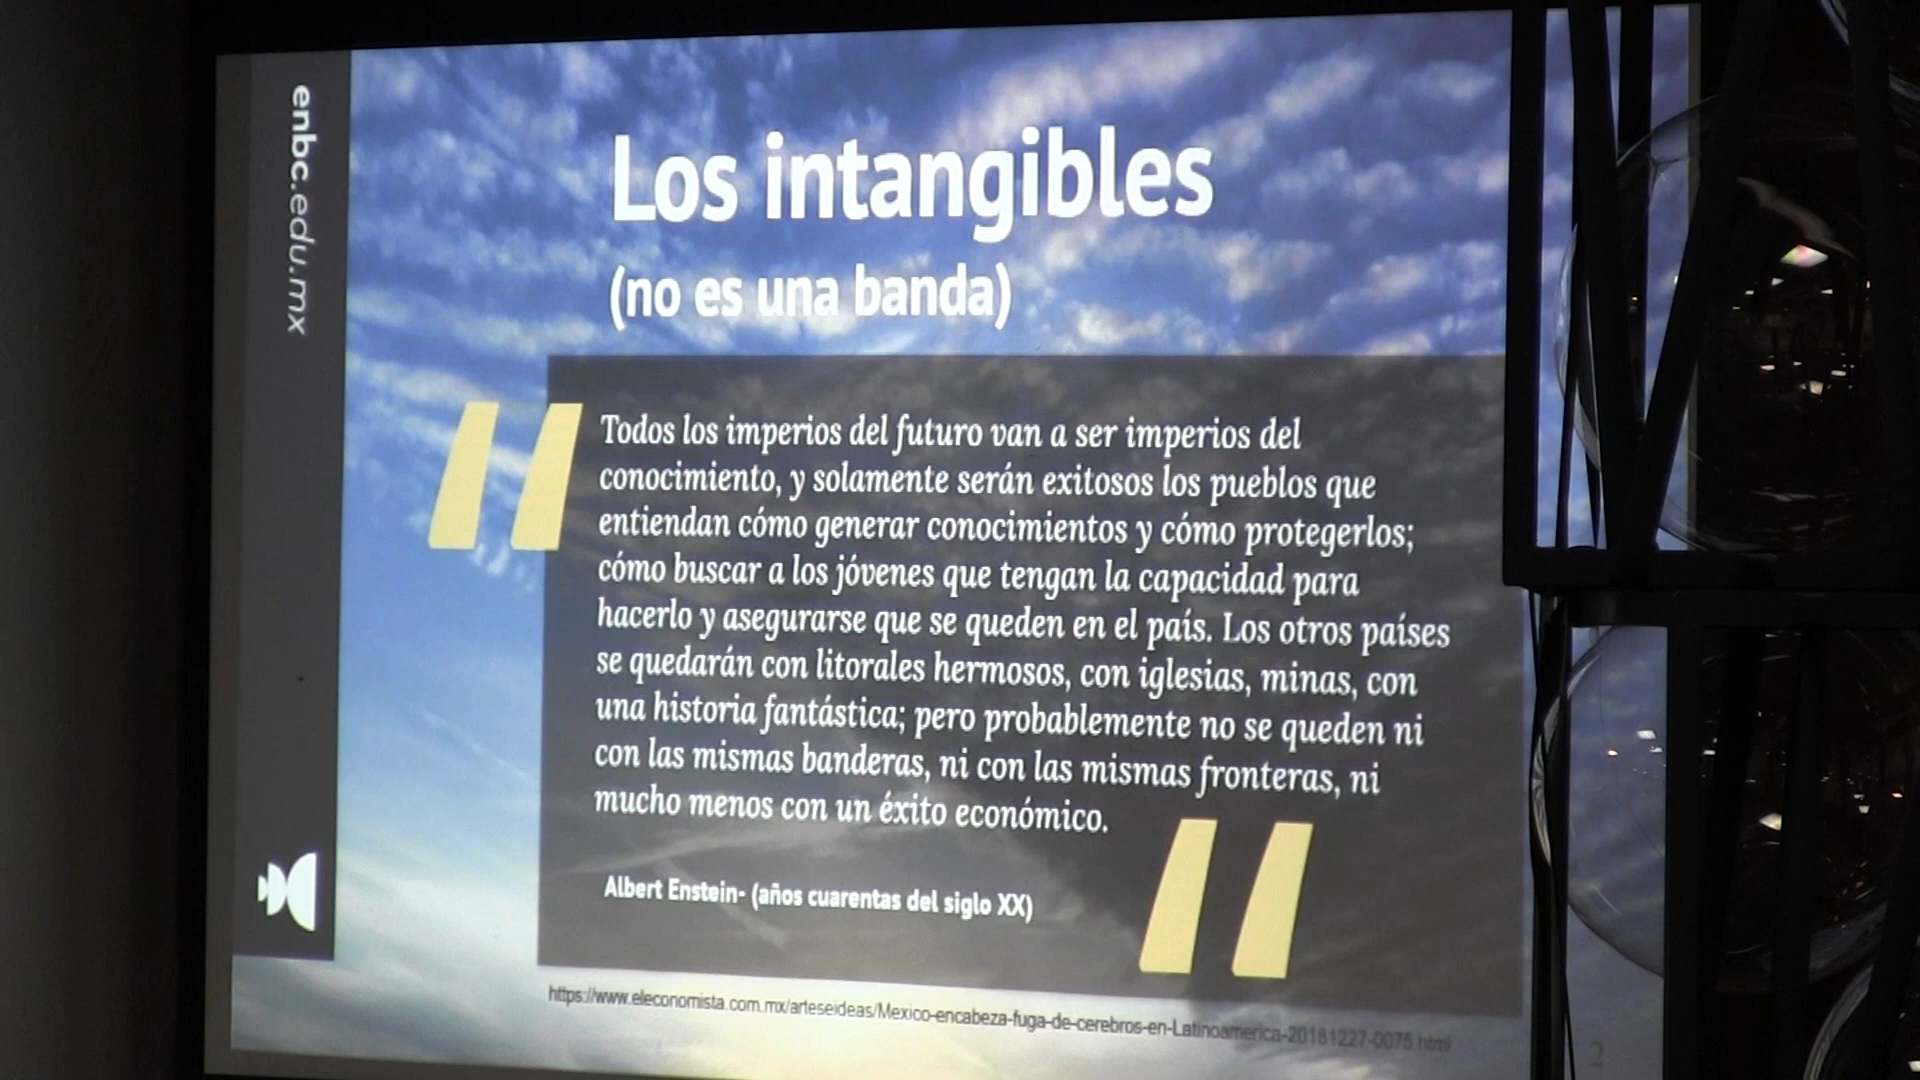 enbc.edu.mx
Los intangibles
(no es una banda)
Todos los imperios del futuro van a ser imperios del
conocimiento, y solamente serán exitosos los pueblos que
entiendan cómo generar conocimientos y cómo protegerlos;
cómo buscar a los jóvenes que tengan la capacidad para
hacerlo y asegurarse que se queden en el país. Los otros países
se quedarán con litorales hermosos, con iglesias, minas, con
una historia fantástica; pero probablemente no se queden ni
con las mismas banderas, ni con las mismas fronteras, ni
mucho menos con un éxito económico.
Albert Enstein- (años cuarentas del siglo XX)
https://www.eleconomista.com.mx/arteseideas/Mexico-encabeza-fuga-de-cerebros-en-Latinoamerica-20181227-0075.html
2